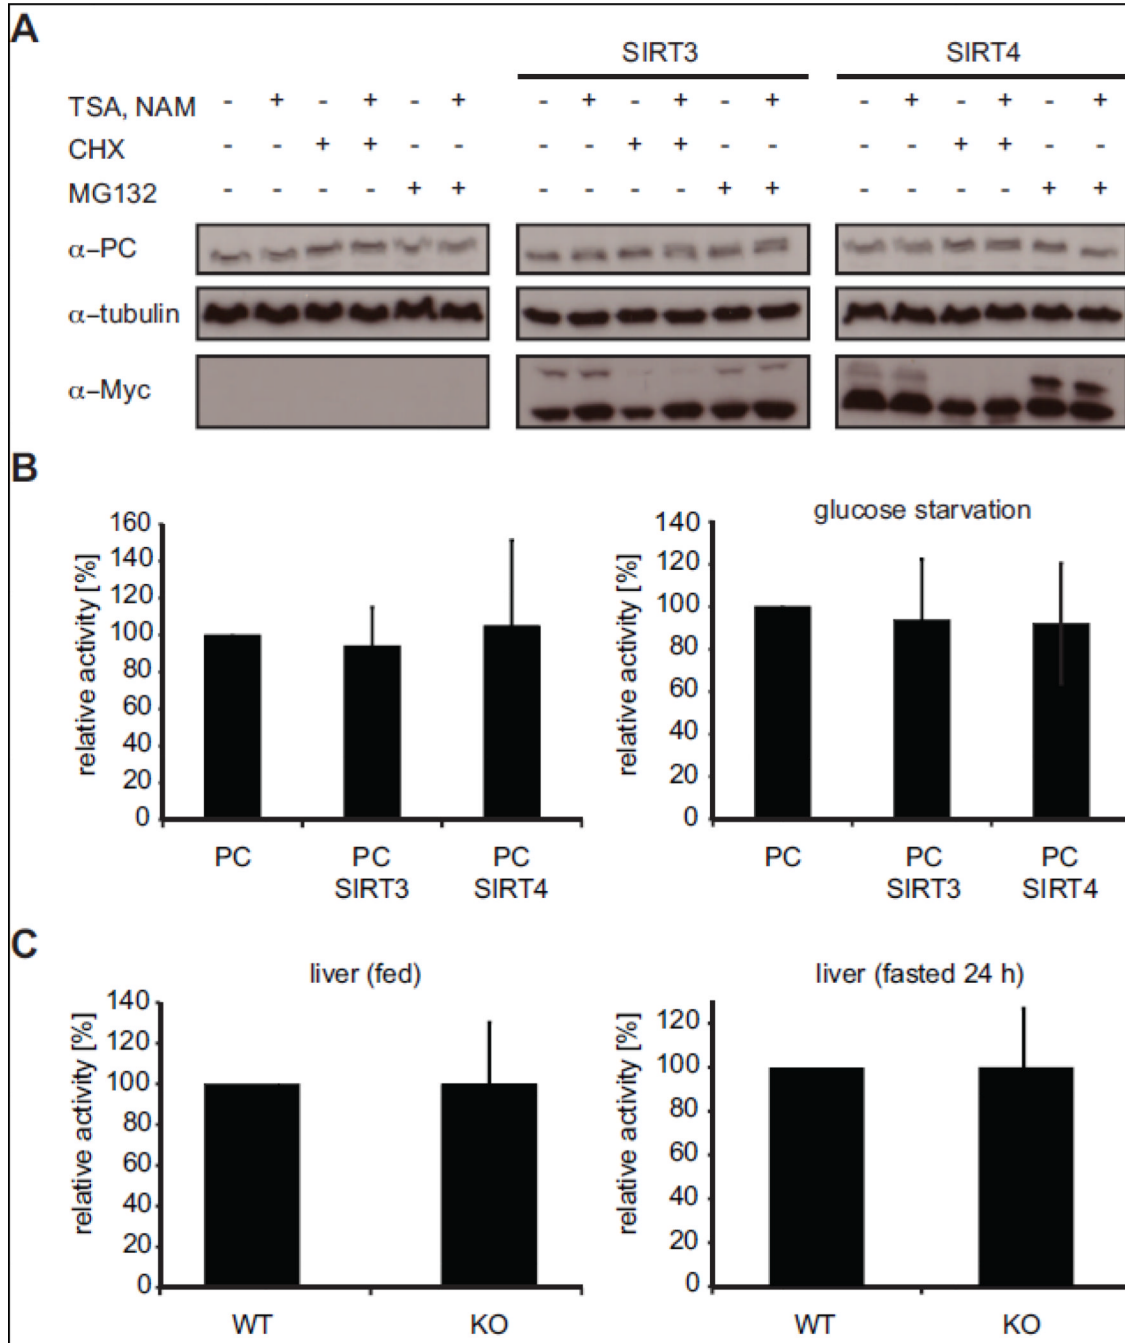 A
SIRT3 SIRT4
TSA, NAM - + - + - + - + - + - + - + - + - +
CHX - - + + - - - - + + - - - - + + - -
MG132 - - - - + + - - - - + + - - - - + +
α–PC
α–tubulin
α–Myc
B
glucose starvation
relative activity [%]
160
140
120
100
80
60
40
20
0
PC PC SIRT3 PC SIRT4
relative activity [%]
140
120
100
80
60
40
20
0
PC PC SIRT3 PC SIRT4
C
liver (fed)
relative activity [%]
140
120
100
80
60
40
20
0
WT KO
liver (fasted 24 h)
relative activity [%]
120
100
80
60
40
20
0
WT KO